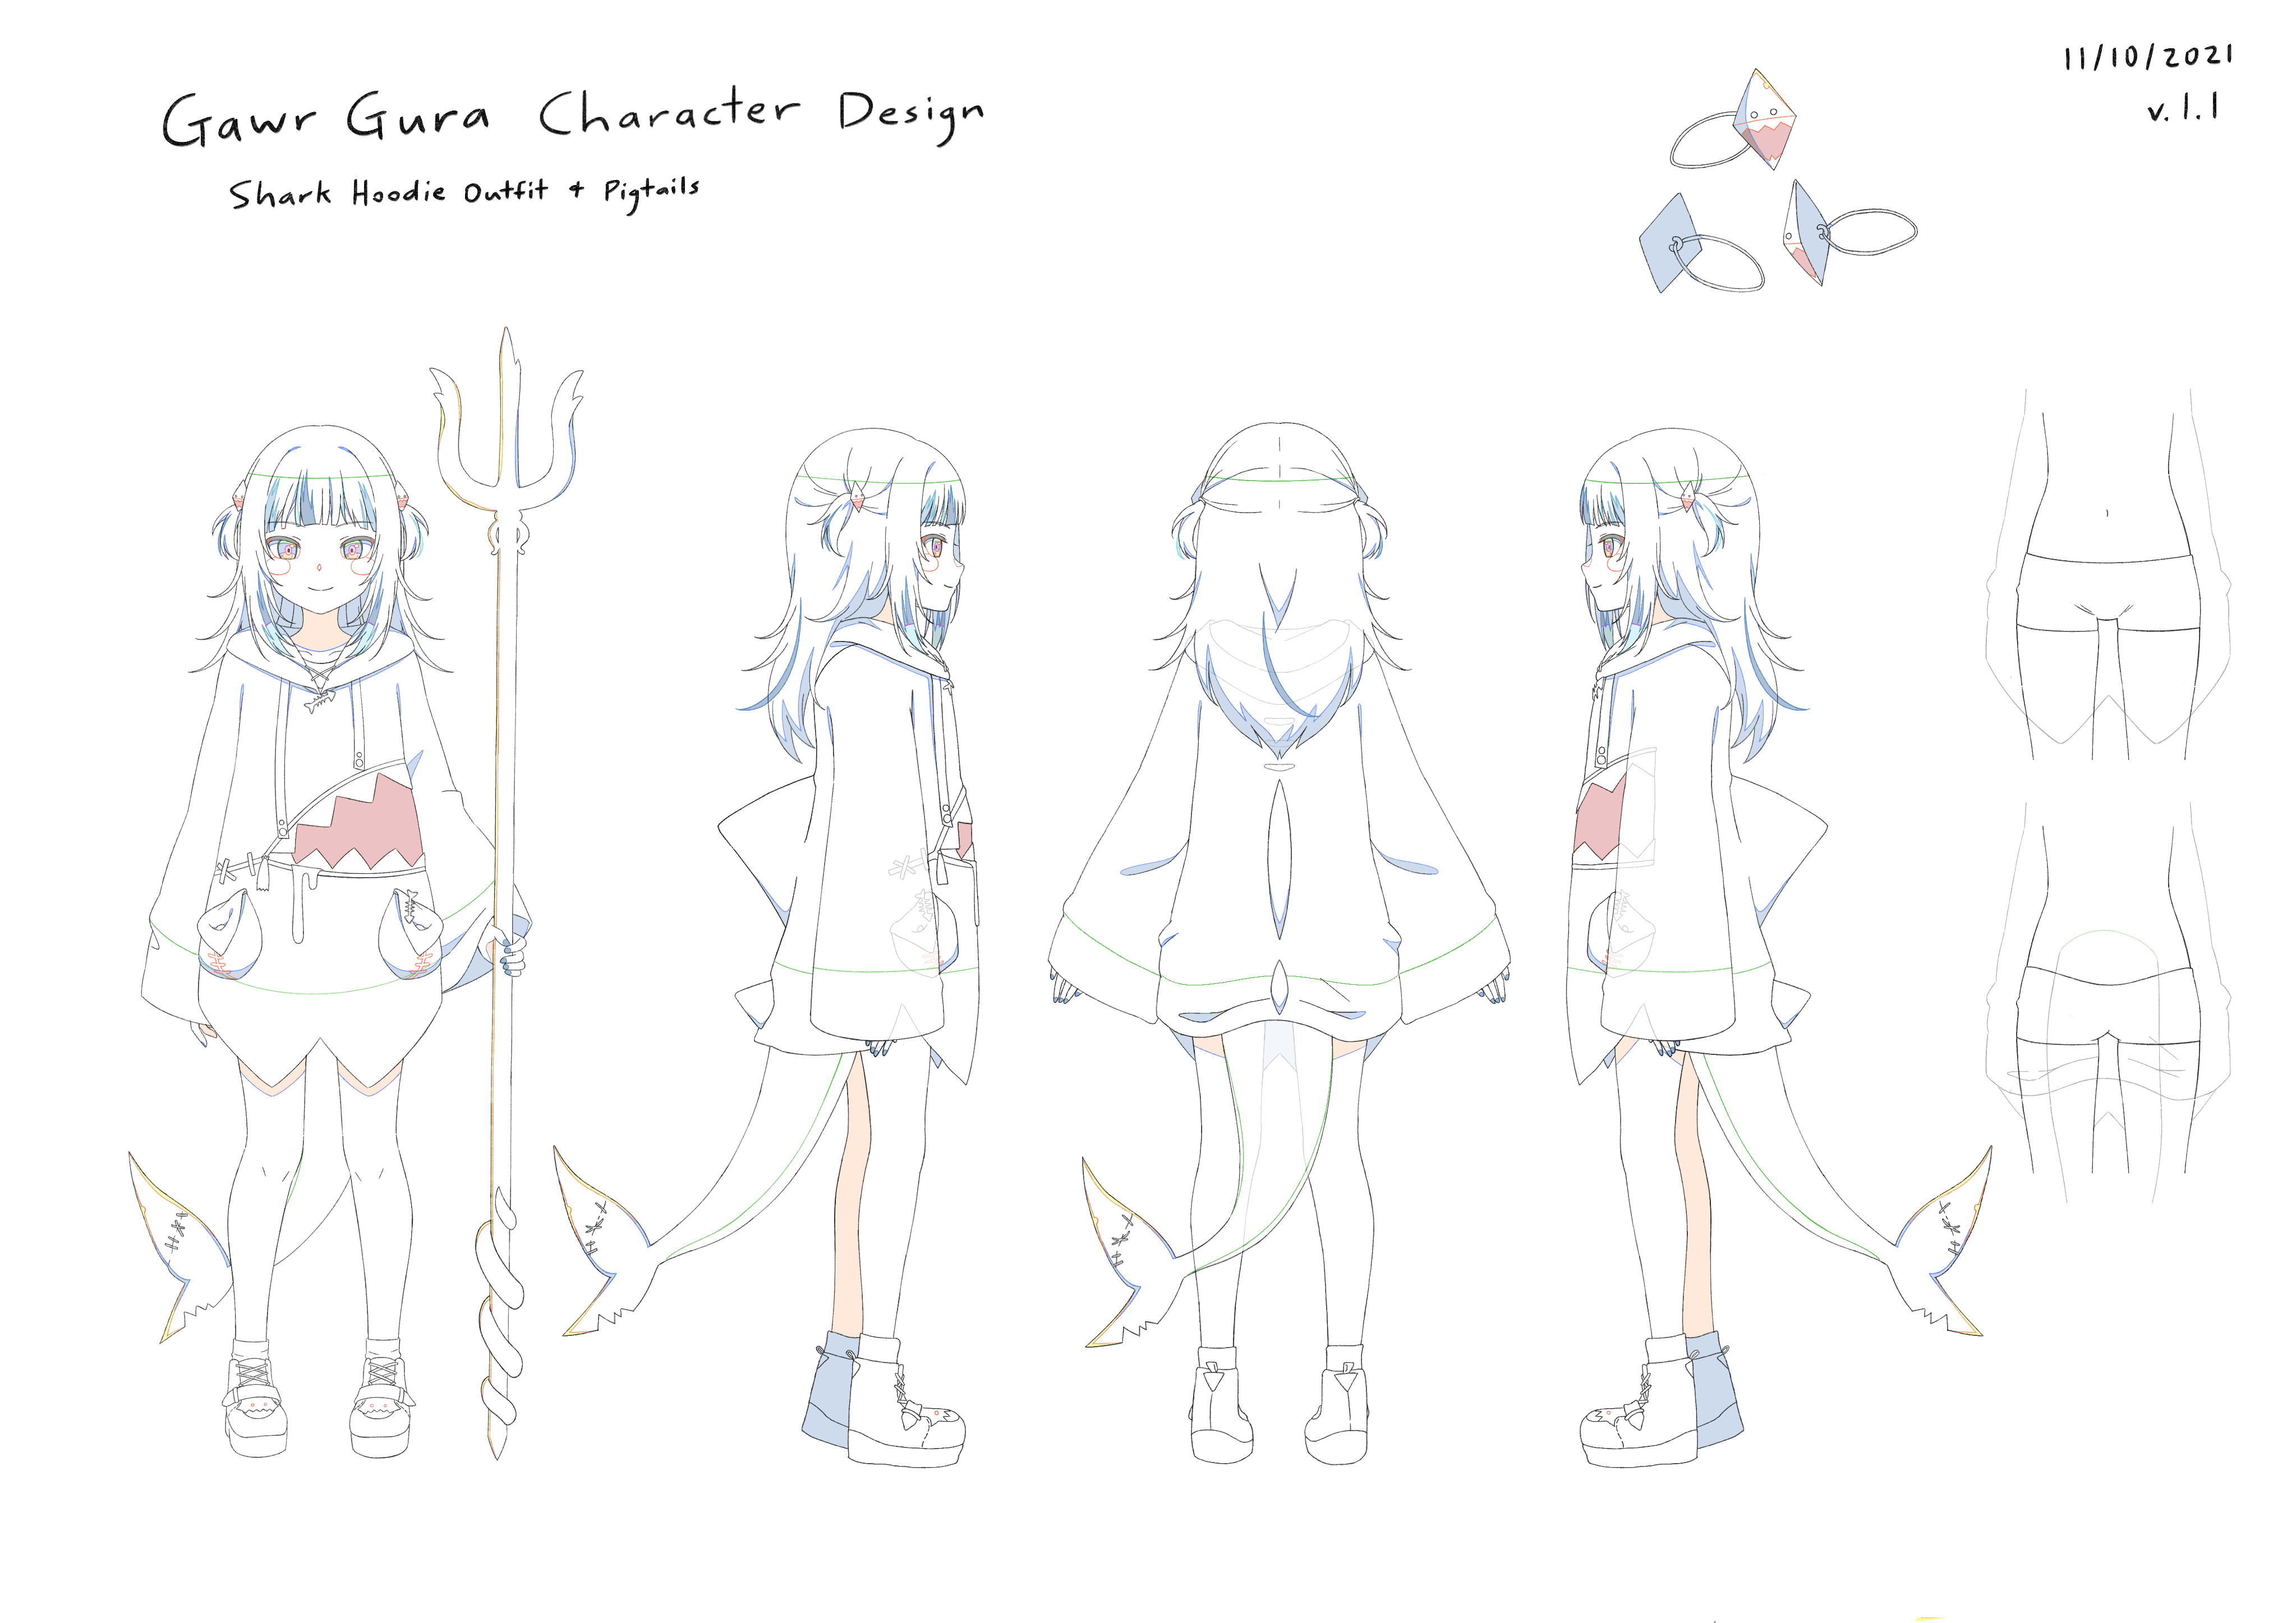 Gawr Gura Character Design
Shark Hoodie Outfit + Pigtails
11/10/2021
v.1.1